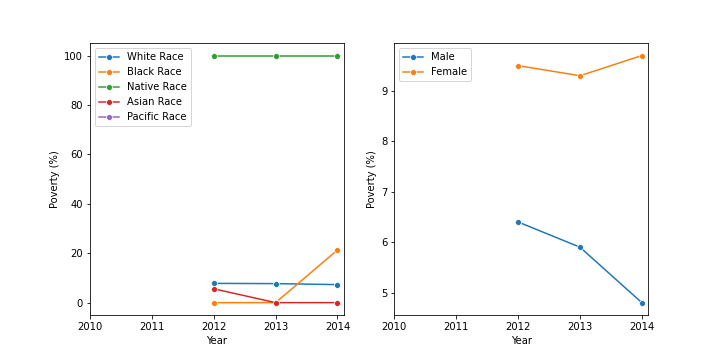 White Race
Black Race
Native Race
Asian Race
Pacific Race
100
80
60
40
20
0
Poverty (%)
2010 2011 2012 2013 2014
Year
Male
Female
9
8
7
6
5
Poverty (%)
2010 2011 2012 2013 2014
Year